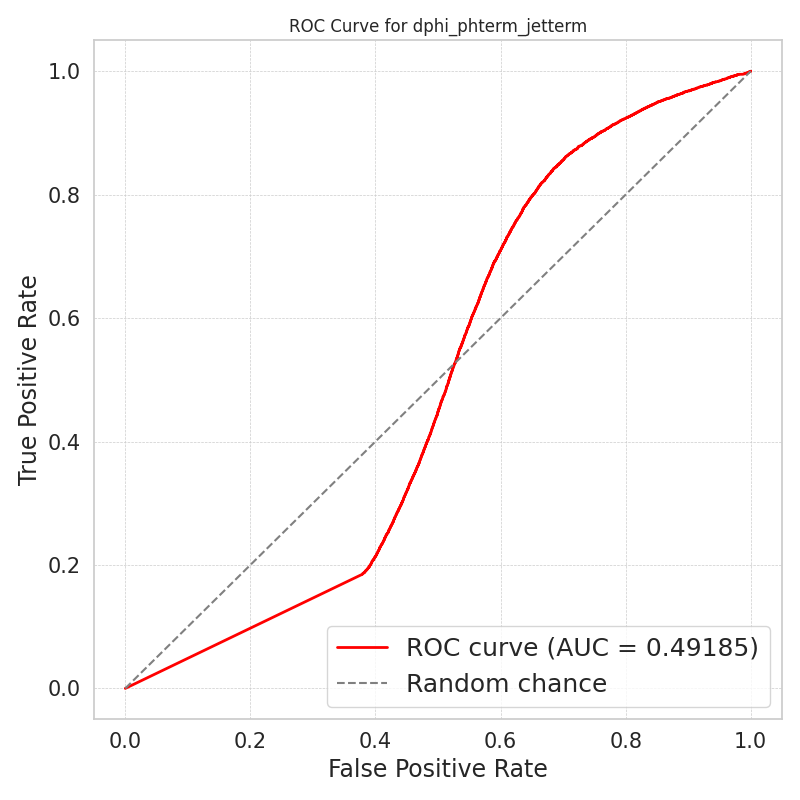 ROC Curve for dphi_phterm_jetterm
True Positive Rate
1.0
0.8
0.6
0.4
0.2
0.0
ROC curve (AUC = 0.49185)
Random chance
0.0 0.2 0.4 0.6 0.8 1.0
False Positive Rate